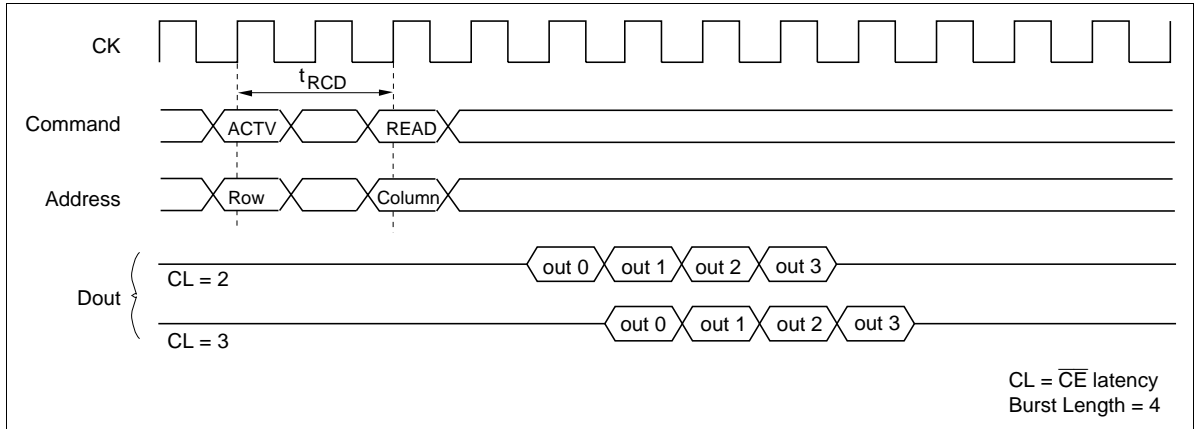 CK
tRCD
Command
ACTV
READ
Address
Row
Column
Dout
CL = 2
out 0
out 1
out 2
out 3
CL = 3
out 0
out 1
out 2
out 3
CL = C̅E̅ latency
Burst Length = 4